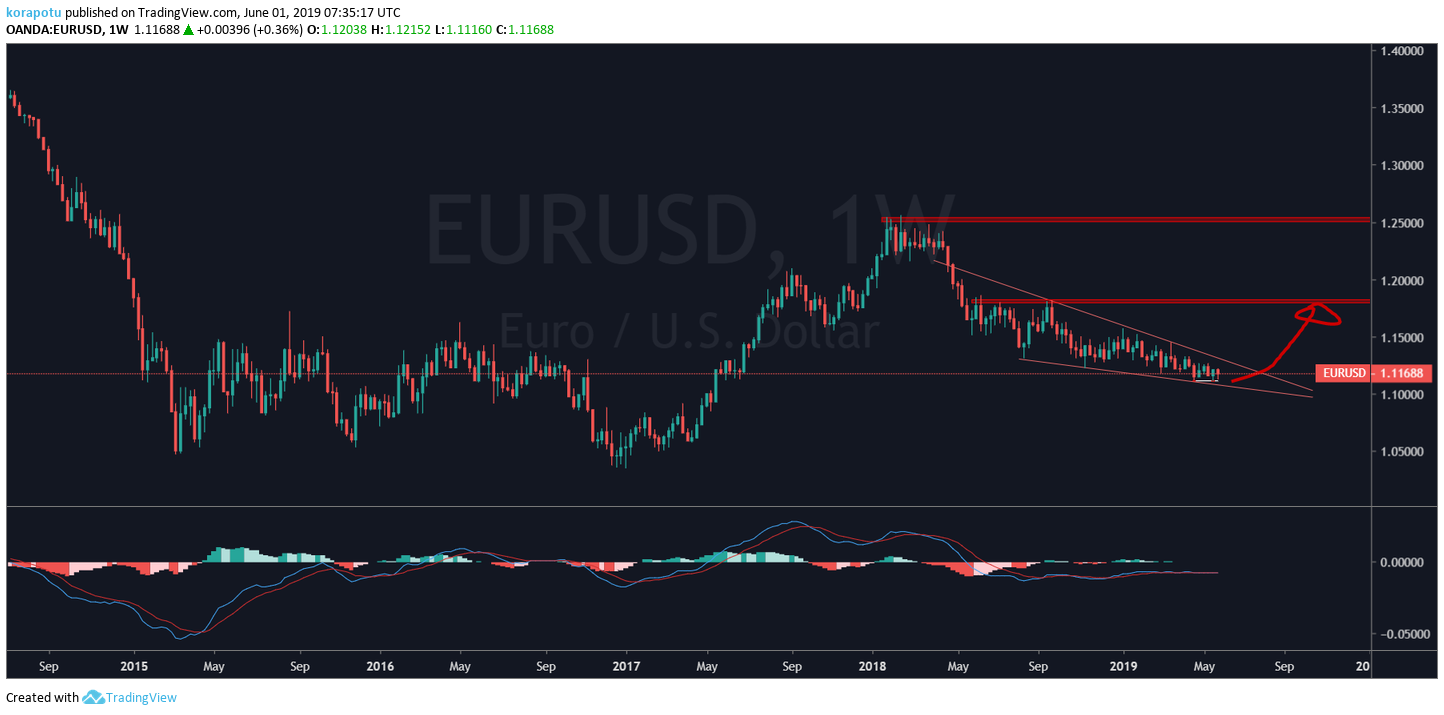 korapotu published on TradingView.com, June 01, 2019 07:35:17 UTC
OANDA:EURUSD, 1W 1.11688 ▲ +0.00396 (+0.36%) O:1.12038 H:1.12152 L:1.11160 C:1.11688
1.40000
1.35000
1.30000
1.25000
EURUSD, 1W
1.20000
Euro / U.S. Dollar
1.15000
EURUSD 1.11688
1.10000
1.05000
0.00000
−0.05000
Sep 2015 May Sep 2016 May Sep 2017 May Sep 2018 May Sep 2019 May Sep 20
Created with TradingView